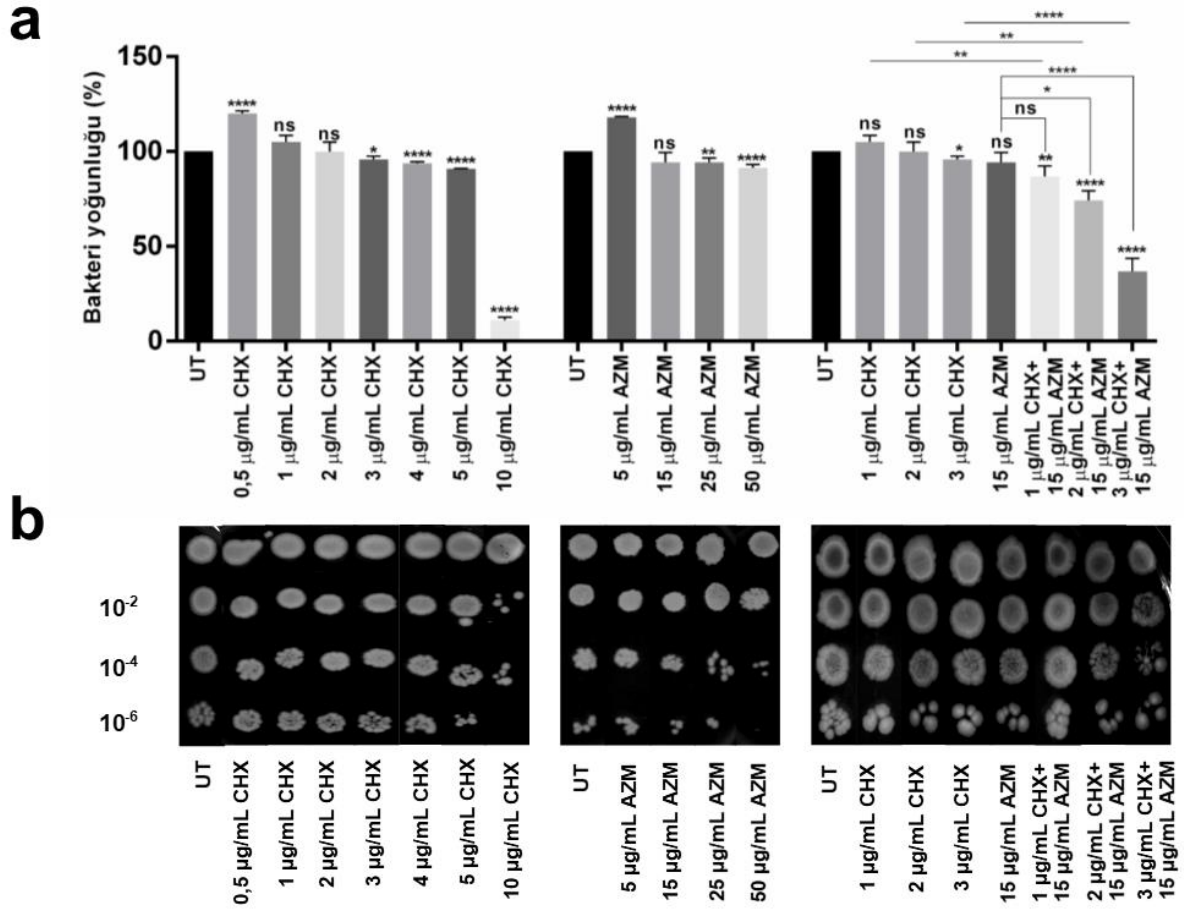 a
Bakteri yoğunluğu (%)
150
100
50
0
****
ns
ns
*
****
****
****
****
ns
**
****
****
**
**
****
*
ns
ns
ns
*
ns
**
****
****
UT
0,5 µg/mL CHX
1 µg/mL CHX
2 µg/mL CHX
3 µg/mL CHX
4 µg/mL CHX
5 µg/mL CHX
10 µg/mL CHX
UT
5 µg/mL AZM
15 µg/mL AZM
25 µg/mL AZM
50 µg/mL AZM
UT
1 µg/mL CHX
2 µg/mL CHX
3 µg/mL CHX
15 µg/mL AZM
1 µg/mL CHX+
15 µg/mL AZM
2 µg/mL CHX+
15 µg/mL AZM
3 µg/mL CHX+
15 µg/mL AZM
b
10-2
10-4
10-6
UT
0,5 µg/mL CHX
1 µg/mL CHX
2 µg/mL CHX
3 µg/mL CHX
4 µg/mL CHX
5 µg/mL CHX
10 µg/mL CHX
UT
5 µg/mL AZM
15 µg/mL AZM
25 µg/mL AZM
50 µg/mL AZM
UT
1 µg/mL CHX
2 µg/mL CHX
3 µg/mL CHX
15 µg/mL AZM
1 µg/mL CHX+
15 µg/mL AZM
2 µg/mL CHX+
15 µg/mL AZM
3 µg/mL CHX+
15 µg/mL AZM